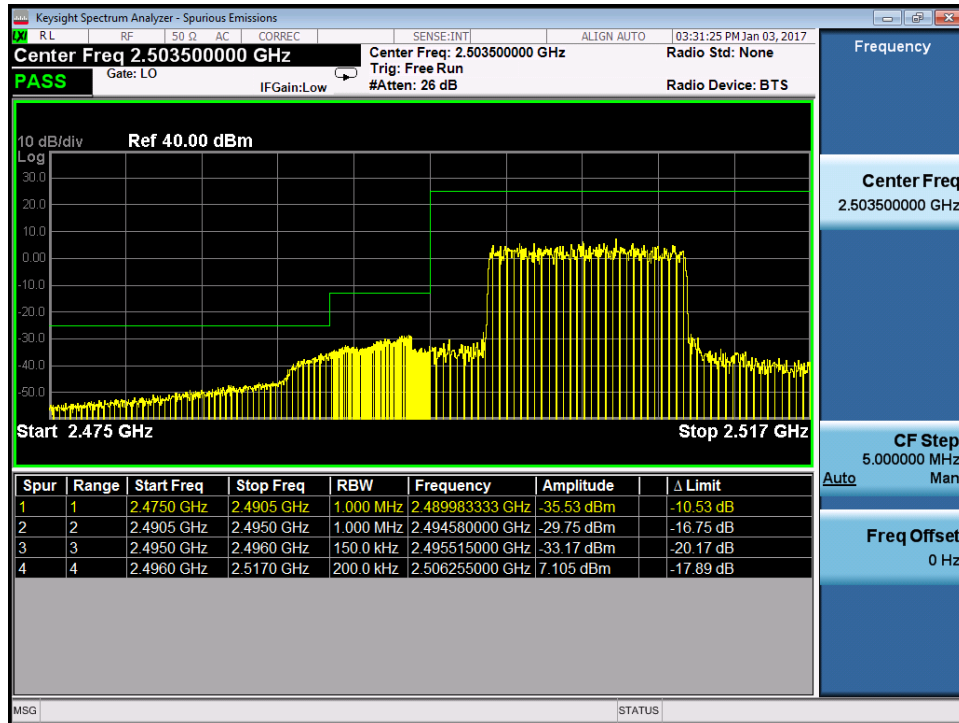 Keysight Spectrum Analyzer - Spurious Emissions
LXI RL RF 50 Ω AC CORREC SENSE:INT ALIGN AUTO 03:31:25 PM Jan 03, 2017
Center Freq 2.503500000 GHz
Center Freq: 2.503500000 GHz
Radio Std: None
Gate: LO
Trig: Free Run
PASS
IFGain:Low
#Atten: 26 dB
Radio Device: BTS
10 dB/div Ref 40.00 dBm
Log
30.0
20.0
10.0
0.00
-10.0
-20.0
-30.0
-40.0
-50.0
Start 2.475 GHz
Stop 2.517 GHz
Spur Range Start Freq Stop Freq RBW Frequency Amplitude Δ Limit
1 1 2.4750 GHz 2.4905 GHz 1.000 MHz 2.489983333 GHz -35.53 dBm -10.53 dB
2 2 2.4905 GHz 2.4950 GHz 1.000 MHz 2.494580000 GHz -29.75 dBm -16.75 dB
3 3 2.4950 GHz 2.4960 GHz 150.0 kHz 2.495515000 GHz -33.17 dBm -20.17 dB
4 4 2.4960 GHz 2.5170 GHz 200.0 kHz 2.506255000 GHz 7.105 dBm -17.89 dB
MSG
STATUS
Frequency
Center Freq
2.503500000 GHz
CF Step
5.000000 MHz
Auto Man
Freq Offset
0 Hz